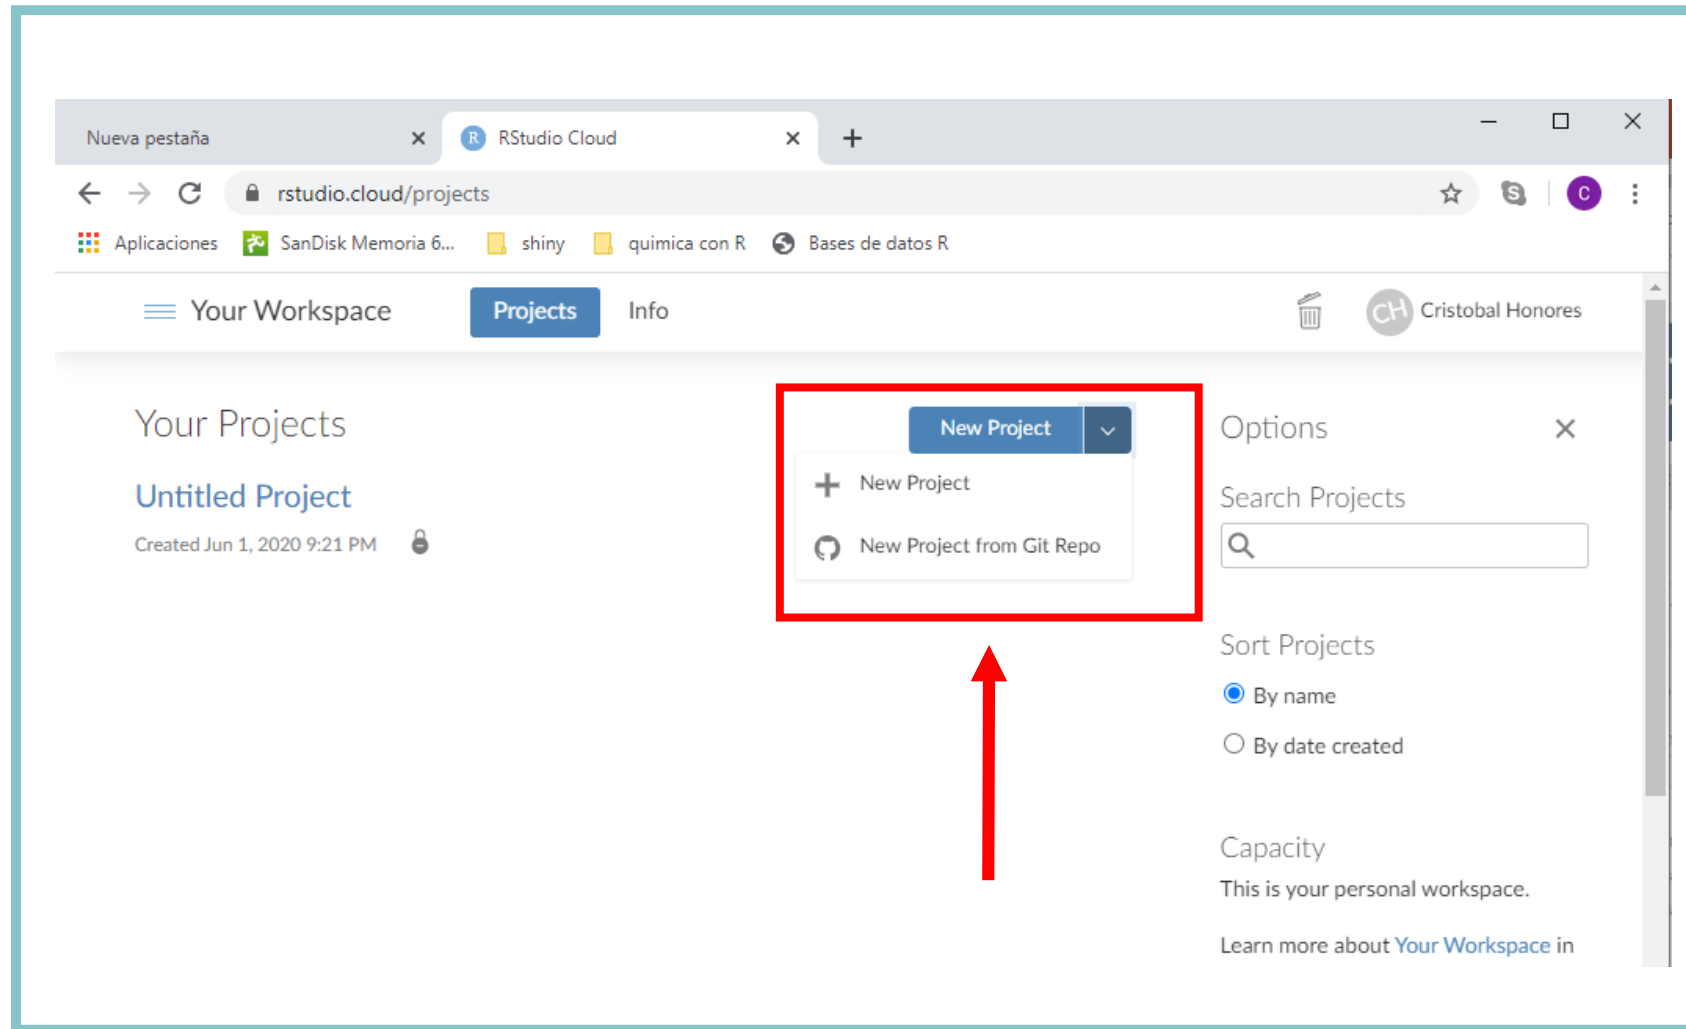 Nueva pestaña
RStudio Cloud
rstudio.cloud/projects
C
Aplicaciones
SanDisk Memoria 6...
shiny
quimica con R
Bases de datos R
Your Workspace
Projects
Info
CH
Cristobal Honores
Your Projects
New Project
Options
Untitled Project
New Project
Search Projects
Created Jun 1, 2020 9:21 PM
New Project from Git Repo
Sort Projects
By name
By date created
Capacity
This is your personal workspace.
Learn more about Your Workspace in